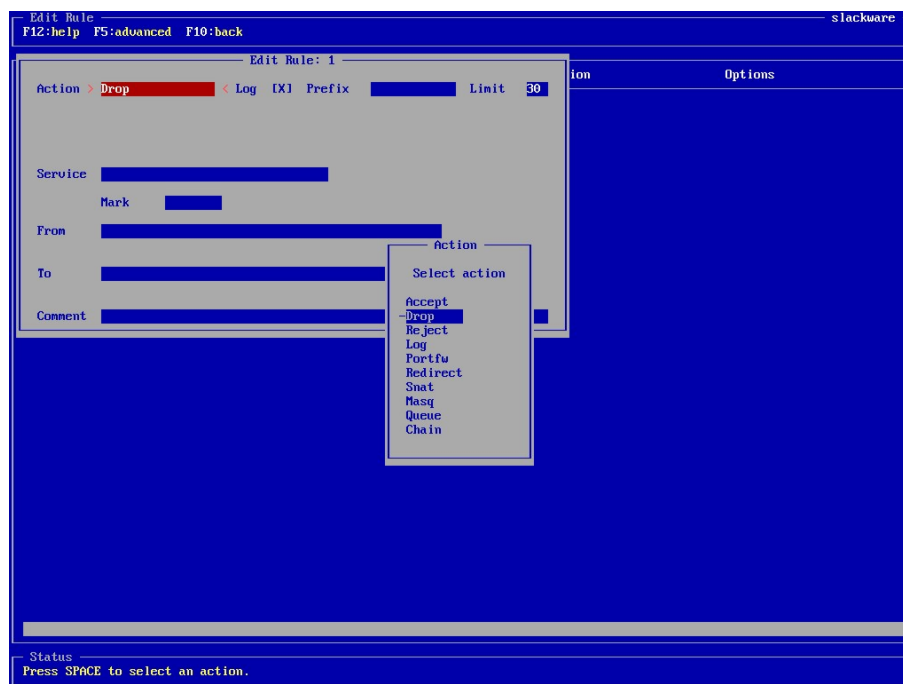 Edit Rule slackware
F12:help F5:advanced F10:back
Edit Rule: 1
ion Options
Action > Drop < Log [X] Prefix Limit 30
Service
Mark
From
To
Comment
Action
Select action
Accept
-Drop
Reject
Log
Portfw
Redirect
Snat
Masq
Queue
Chain
Status
Press SPACE to select an action.